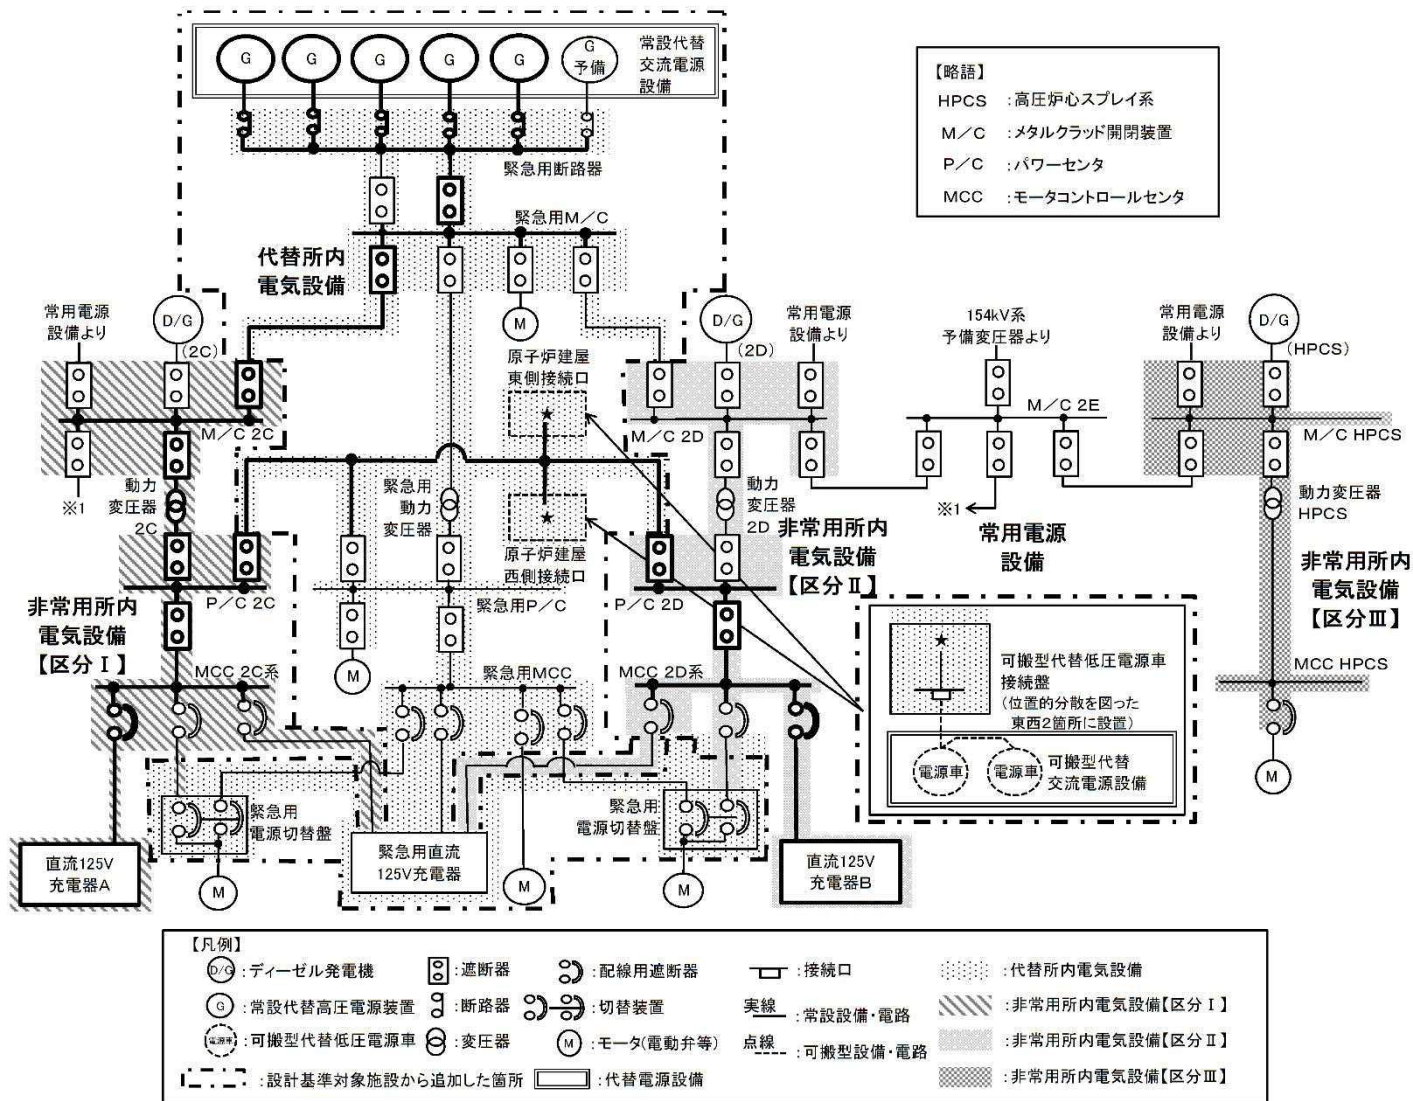 G
G
G
G
G
G
予備
常設代替
交流電源
設備
緊急用断路器
緊急用M/C
代替所内
電気設備
【略語】
HPCS :高圧炉心スプレイ系
M/C :メタルクラッド開閉装置
P/C :パワーセンタ
MCC :モータコントロールセンタ
常用電源
設備より
D/G
(2C)
M
原子炉建屋
東側接続口
★
D/G
(2D)
常用電源
設備より
154kV系
予備変圧器より
常用電源
設備より
D/G
(HPCS)
M/C 2C
M/C 2D
M/C 2E
M/C HPCS
※1
動力
変圧器
2C
緊急用
動力
変圧器
★
原子炉建屋
西側接続口
動力
変圧器
2D
※1
常用電源
設備
動力変圧器
HPCS
非常用所内
電気設備
【区分Ⅱ】
非常用所内
電気設備
【区分Ⅲ】
P/C 2C
緊急用P/C
P/C 2D
非常用所内
電気設備
【区分Ⅰ】
M
MCC 2C系
緊急用MCC
MCC 2D系
MCC HPCS
★
可搬型代替低圧電源車
接続盤
(位置的分散を図った
東西2箇所に設置)
電源車
電源車
可搬型代替
交流電源設備
M
緊急用
電源切替盤
緊急用
電源切替盤
直流125V
充電器A
M
緊急用直流
125V充電器
M
M
直流125V
充電器B
【凡例】
D/G :ディーゼル発電機
:遮断器
:配線用遮断器
:接続口
:代替所内電気設備
G :常設代替高圧電源装置
:断路器
:切替装置
実線 :常設設備・電路
:非常用所内電気設備【区分Ⅰ】
電源車 :可搬型代替低圧電源車
:変圧器
M :モータ(電動弁等)
点線 :可搬型設備・電路
:非常用所内電気設備【区分Ⅱ】
:設計基準対象施設から追加した箇所
:代替電源設備
:非常用所内電気設備【区分Ⅲ】